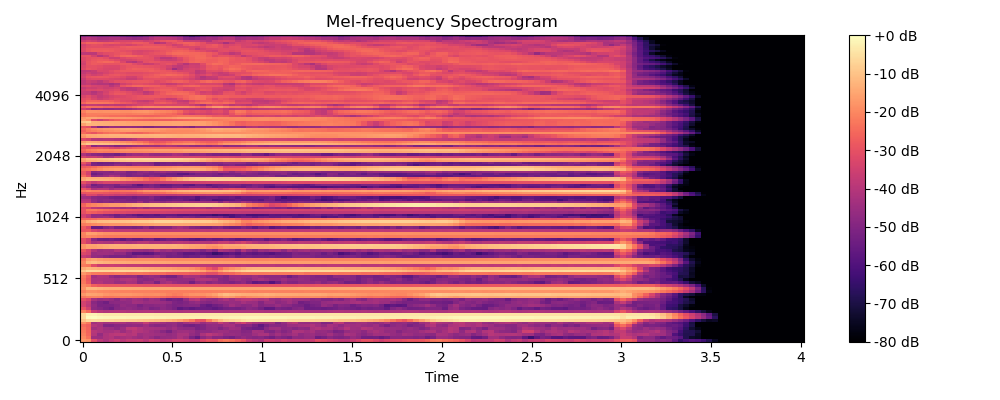 Mel-frequency Spectrogram
Hz
4096
2048
1024
512
0
0
0.5
1
1.5
2
2.5
3
3.5
4
Time
+0 dB
-10 dB
-20 dB
-30 dB
-40 dB
-50 dB
-60 dB
-70 dB
-80 dB